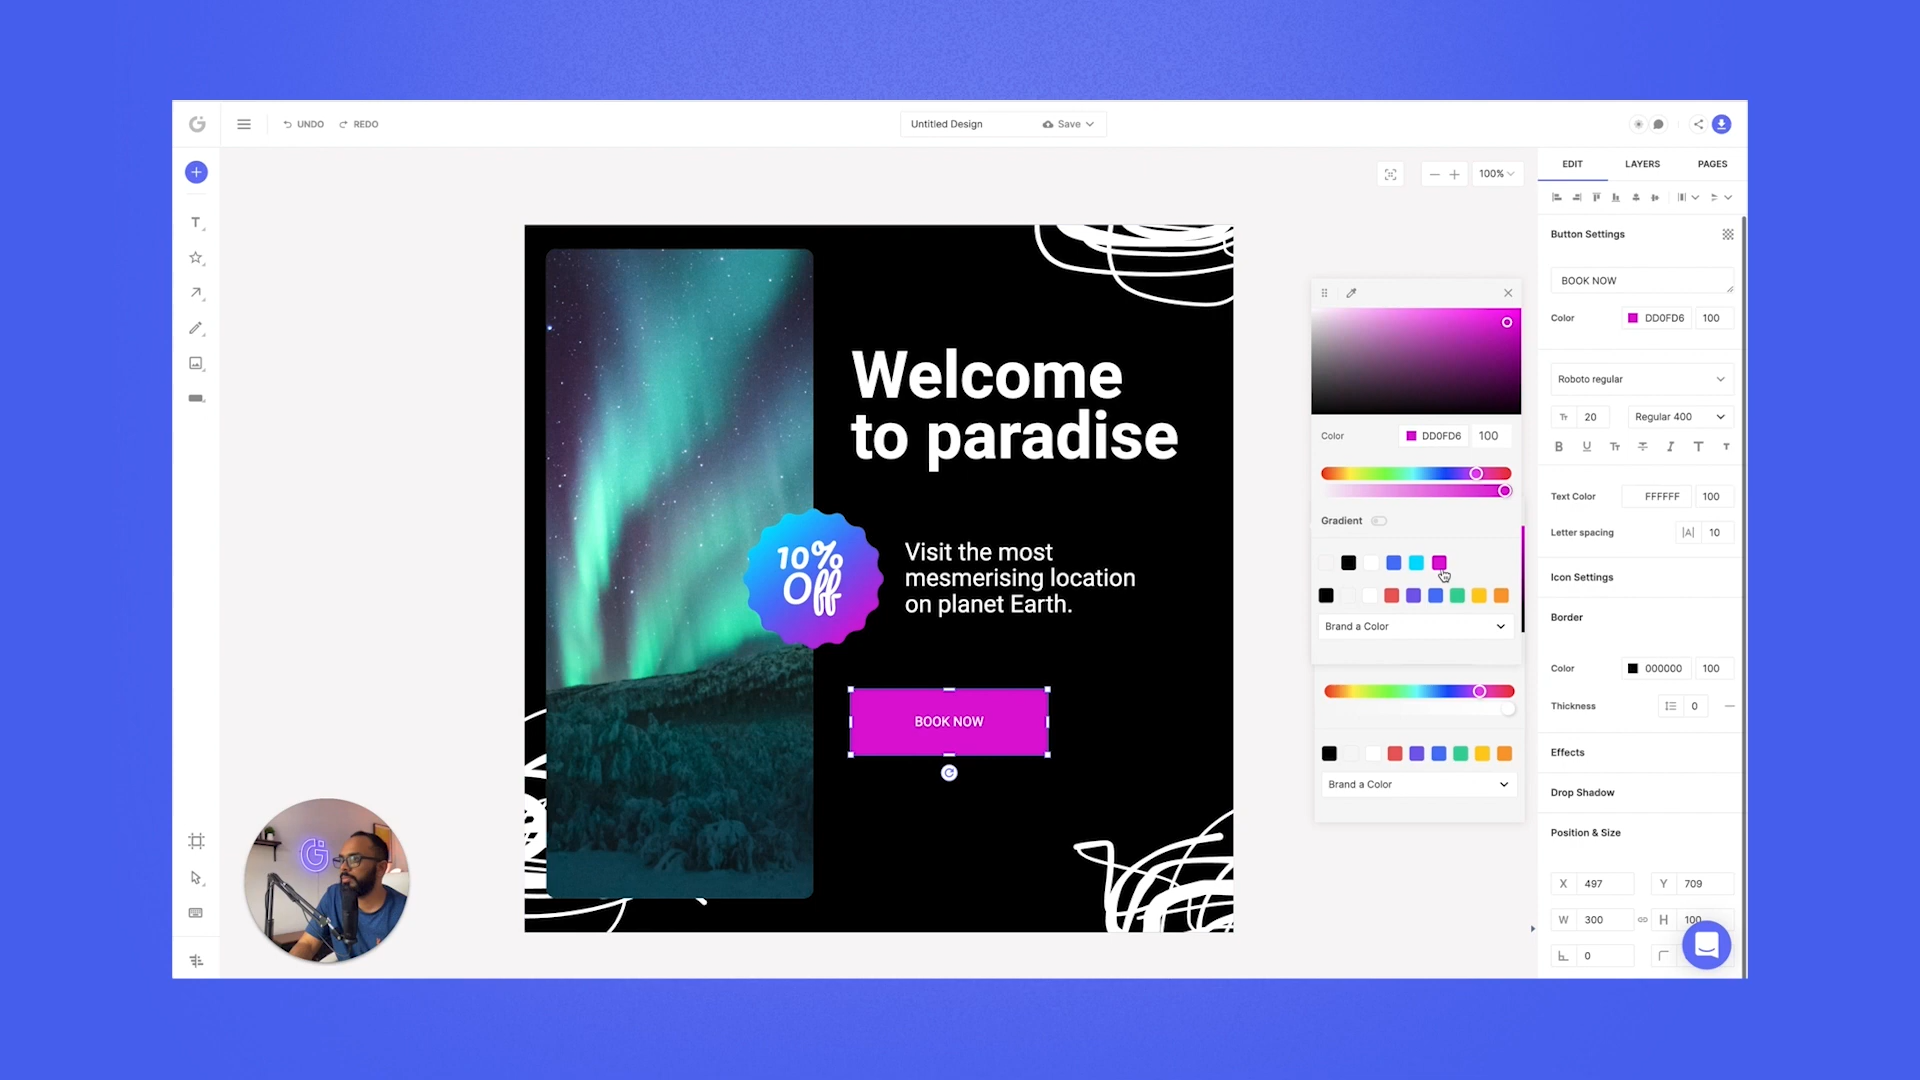 UNDO
REDO
Untitled Design
Save
100%
EDIT
LAYERS
PAGES
Welcome
to paradise
10%
Off
Visit the most
mesmerising location
on planet Earth.
BOOK NOW
Color
DD0FD6
100
Gradient
Brand a Color
Brand a Color
Button Settings
BOOK NOW
Color
DD0FD6
100
Roboto regular
Tr
20
Regular 400
B
U
Tr
S
I
T
T
Text Color
FFFFFF
100
Letter spacing
|A|
10
Icon Settings
Border
Color
000000
100
Thickness
0
Effects
Drop Shadow
Position & Size
X
497
Y
709
W
300
H
100
0